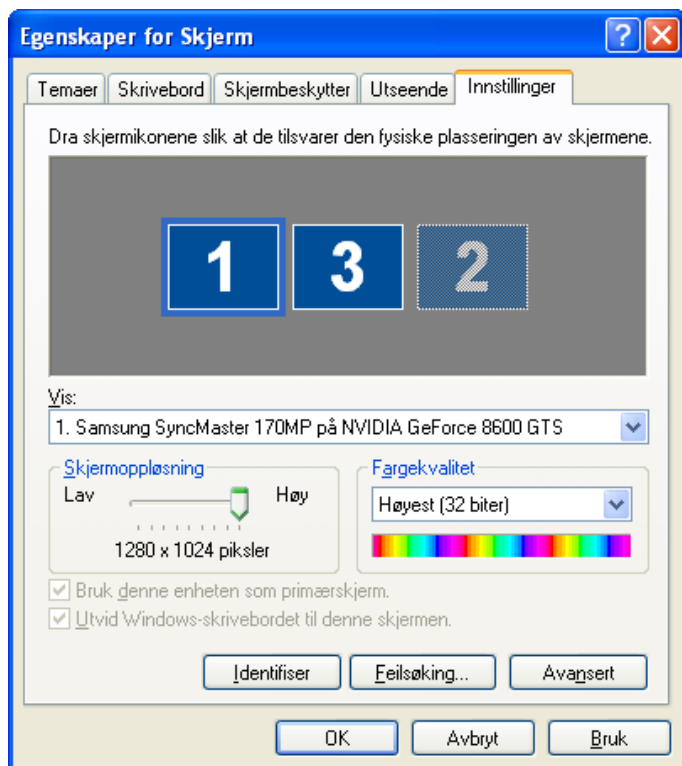 Egenskaper for Skjerm
Temaer Skrivebord Skjermbeskytter Utseende Innstillinger
Dra skjermikonene slik at de tilsvarer den fysiske plasseringen av skjermene.
1 3 2
Vis:
1. Samsung SyncMaster 170MP på NVIDIA GeForce 8600 GTS
Skjermoppløsning
Lav Høy
1280 x 1024 piksler
Fargekvalitet
Høyest (32 biter)
Bruk denne enheten som primærskjerm.
Utvid Windows-skrivebordet til denne skjermen.
Identifiser Feilsøking... Avansert
OK Avbryt Bruk